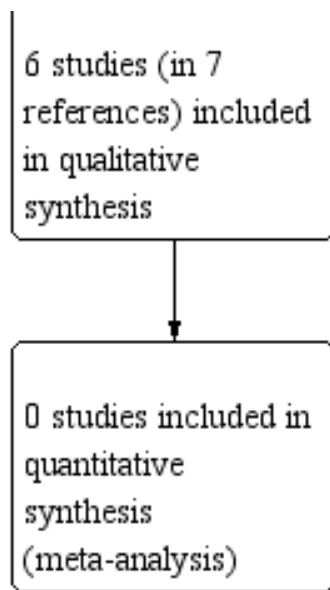 6 studies (in 7
references) included
in qualitative
synthesis
0 studies included in
quantitative
synthesis
(meta-analysis)